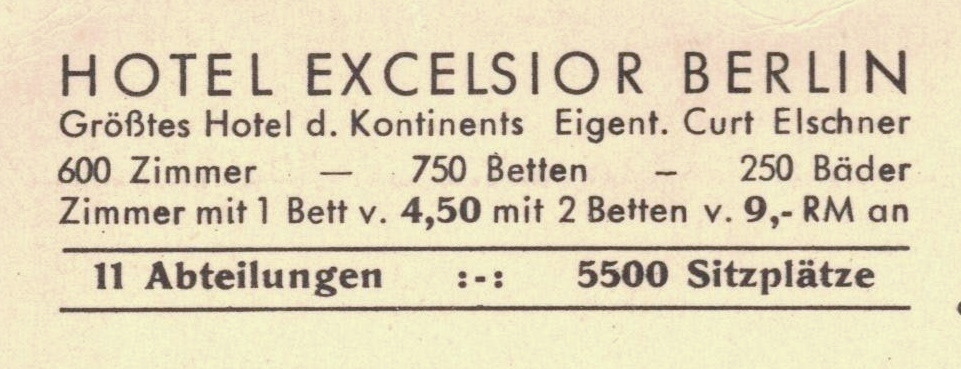 HOTEL EXCELSIOR BERLIN
Größtes Hotel d. Kontinents Eigent. Curt Elschner
600 Zimmer — 750 Betten – 250 Bäder
Zimmer mit 1 Bett v. 4,50 mit 2 Betten v. 9,- RM an
11 Abteilungen :-: 5500 Sitzplätze